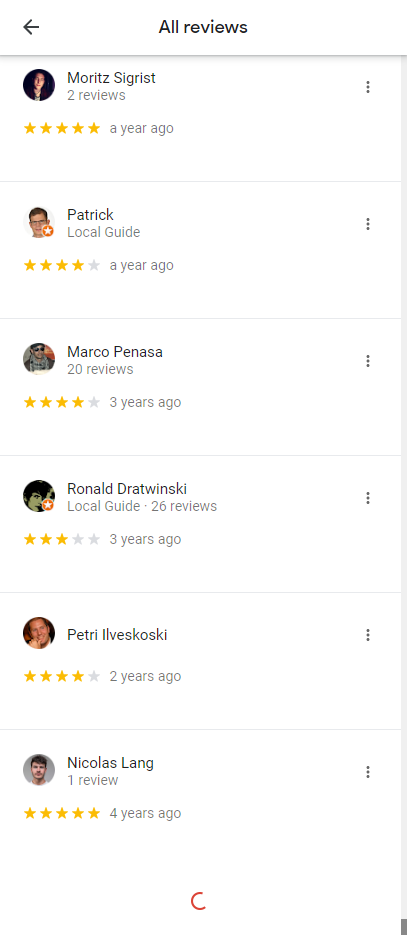 All reviews
Moritz Sigrist
2 reviews
a year ago
Patrick
Local Guide
a year ago
Marco Penasa
20 reviews
3 years ago
Ronald Dratwinski
Local Guide · 26 reviews
3 years ago
Petri Ilveskoski
2 years ago
Nicolas Lang
1 review
4 years ago